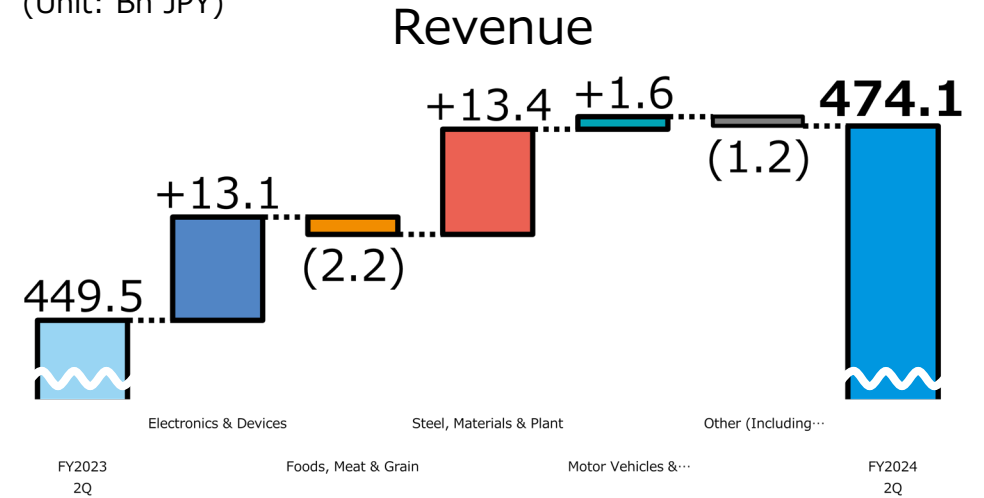 (Unit: Bn JPY)
Revenue
449.5
+13.1
(2.2)
+13.4
+1.6
(1.2)
474.1
Electronics & Devices
Steel, Materials & Plant
Other (Including…
FY2023
2Q
Foods, Meat & Grain
Motor Vehicles &…
FY2024
2Q